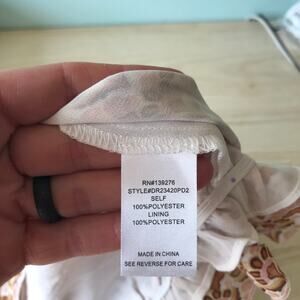 RN#139276
STYLE#DR23420PD2
SELF
100%POLYESTER
LINING
100%POLYESTER
MADE IN CHINA
SEE REVERSE FOR CARE